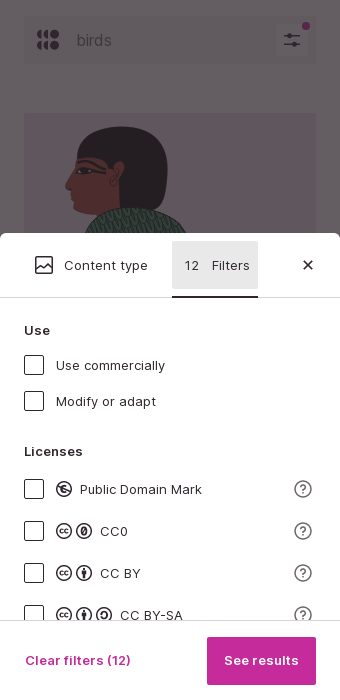 birds
Content type
12 Filters
Use
Use commercially
Modify or adapt
Licenses
Public Domain Mark
CC0
CC BY
CC BY-SA
Clear filters (12)
See results